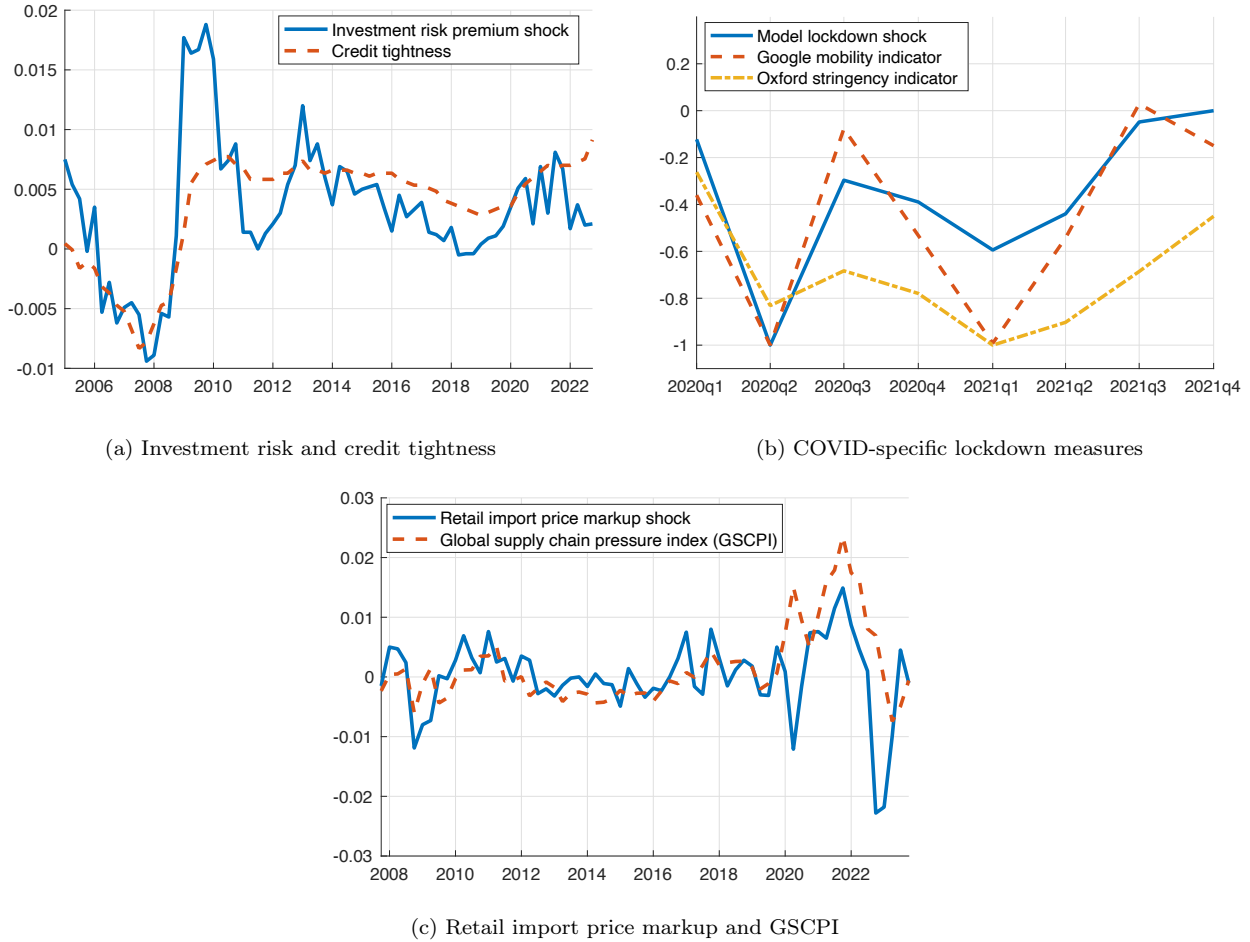 0.02
0.015
0.01
0.005
0
-0.005
-0.01
Investment risk premium shock
Credit tightness
2006 2008 2010 2012 2014 2016 2018 2020 2022
(a) Investment risk and credit tightness
0.2
0
-0.2
-0.4
-0.6
-0.8
-1
Model lockdown shock
Google mobility indicator
Oxford stringency indicator
2020q1 2020q2 2020q3 2020q4 2021q1 2021q2 2021q3 2021q4
(b) COVID-specific lockdown measures
0.03
0.02
0.01
0
-0.01
-0.02
-0.03
Retail import price markup shock
Global supply chain pressure index (GSCPI)
2008 2010 2012 2014 2016 2018 2020 2022
(c) Retail import price markup and GSCPI